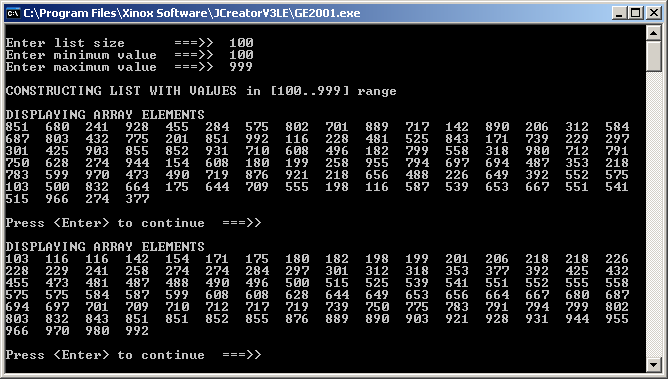 C:\Program Files\Xinox Software\JCreatorV3LE\GE2001.exe
Enter list size      ===>>  100
Enter minimum value  ===>>  100
Enter maximum value  ===>>  999
CONSTRUCTING LIST WITH VALUES in [100..999] range
DISPLAYING ARRAY ELEMENTS
851  680  241  928  455  284  575  802  701  889  717  142  890  206  312  584
687  803  432  775  201  851  992  116  228  481  525  843  171  739  229  297
301  425  903  855  852  931  710  608  496  182  799  558  318  980  712  791
750  628  274  944  154  608  180  199  258  955  794  697  694  487  353  218
783  599  970  473  490  719  876  921  218  656  488  226  649  392  552  575
103  500  832  664  175  644  709  555  198  116  587  539  653  667  551  541
515  966  274  377
Press <Enter> to continue  ===>>
DISPLAYING ARRAY ELEMENTS
103  116  116  142  154  171  175  180  182  198  199  201  206  218  218  226
228  229  241  258  274  274  284  297  301  312  318  353  377  392  425  432
455  473  481  487  488  490  496  500  515  525  539  541  551  552  555  558
575  575  584  587  599  608  608  628  644  649  653  656  664  667  680  687
694  697  701  709  710  712  717  719  739  750  775  783  791  794  799  802
803  832  843  851  851  852  855  876  889  890  903  921  928  931  944  955
966  970  980  992
Press <Enter> to continue  ===>>